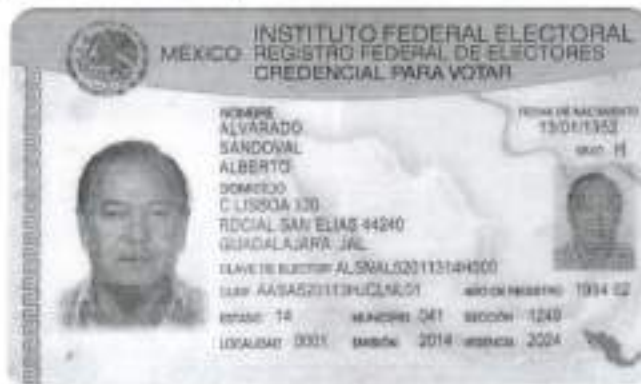 INSTITUTO FEDERAL ELECTORAL
MÉXICO REGISTRO FEDERAL DE ELECTORES
CREDENCIAL PARA VOTAR
NOMBRE
ALVARADO
SANDOVAL
ALBERTO
FECHA DE NACIMIENTO
13/01/1952
SEXO H
DOMICILIO
C LISBOA
SAN ELIAS 44240
GUADALAJARA JAL
CLAVE DE ELECTOR
CURP
AÑO DE REGISTRO 1994 02
ESTADO 14 MUNICIPIO 041 SECCIÓN 1249
LOCALIDAD 0001 EMISIÓN 2014 VIGENCIA 2024